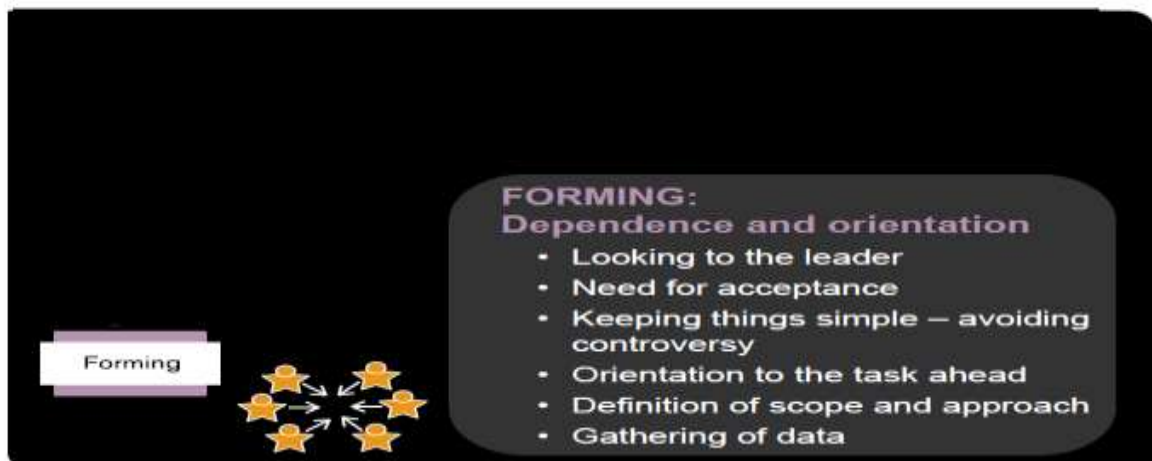 FORMING:
Dependence and orientation
• Looking to the leader
• Need for acceptance
• Keeping things simple – avoiding
controversy
• Orientation to the task ahead
• Definition of scope and approach
• Gathering of data
Forming